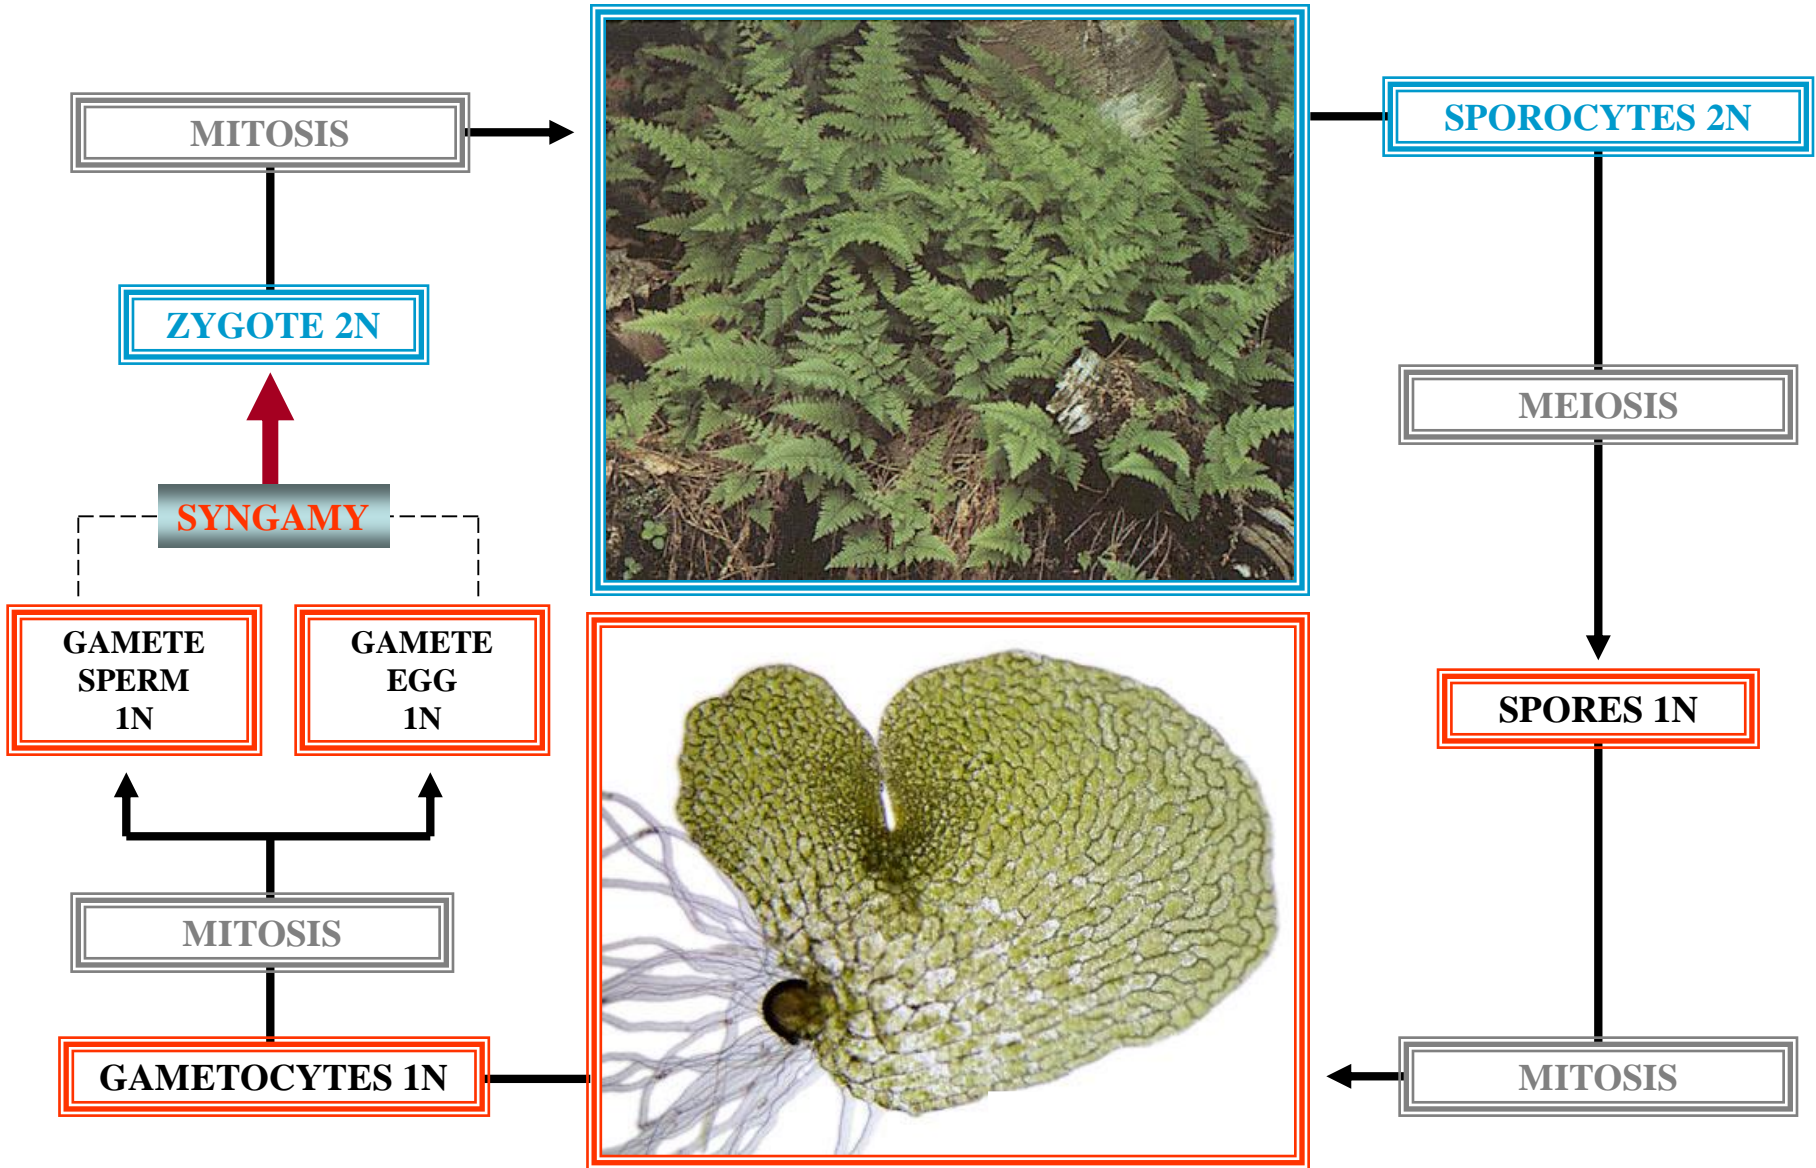 MITOSIS
SPOROCYTES 2N
ZYGOTE 2N
MEIOSIS
SYNGAMY
GAMETE
SPERM
1N
GAMETE
EGG
1N
SPORES 1N
MITOSIS
GAMETOCYTES 1N
MITOSIS